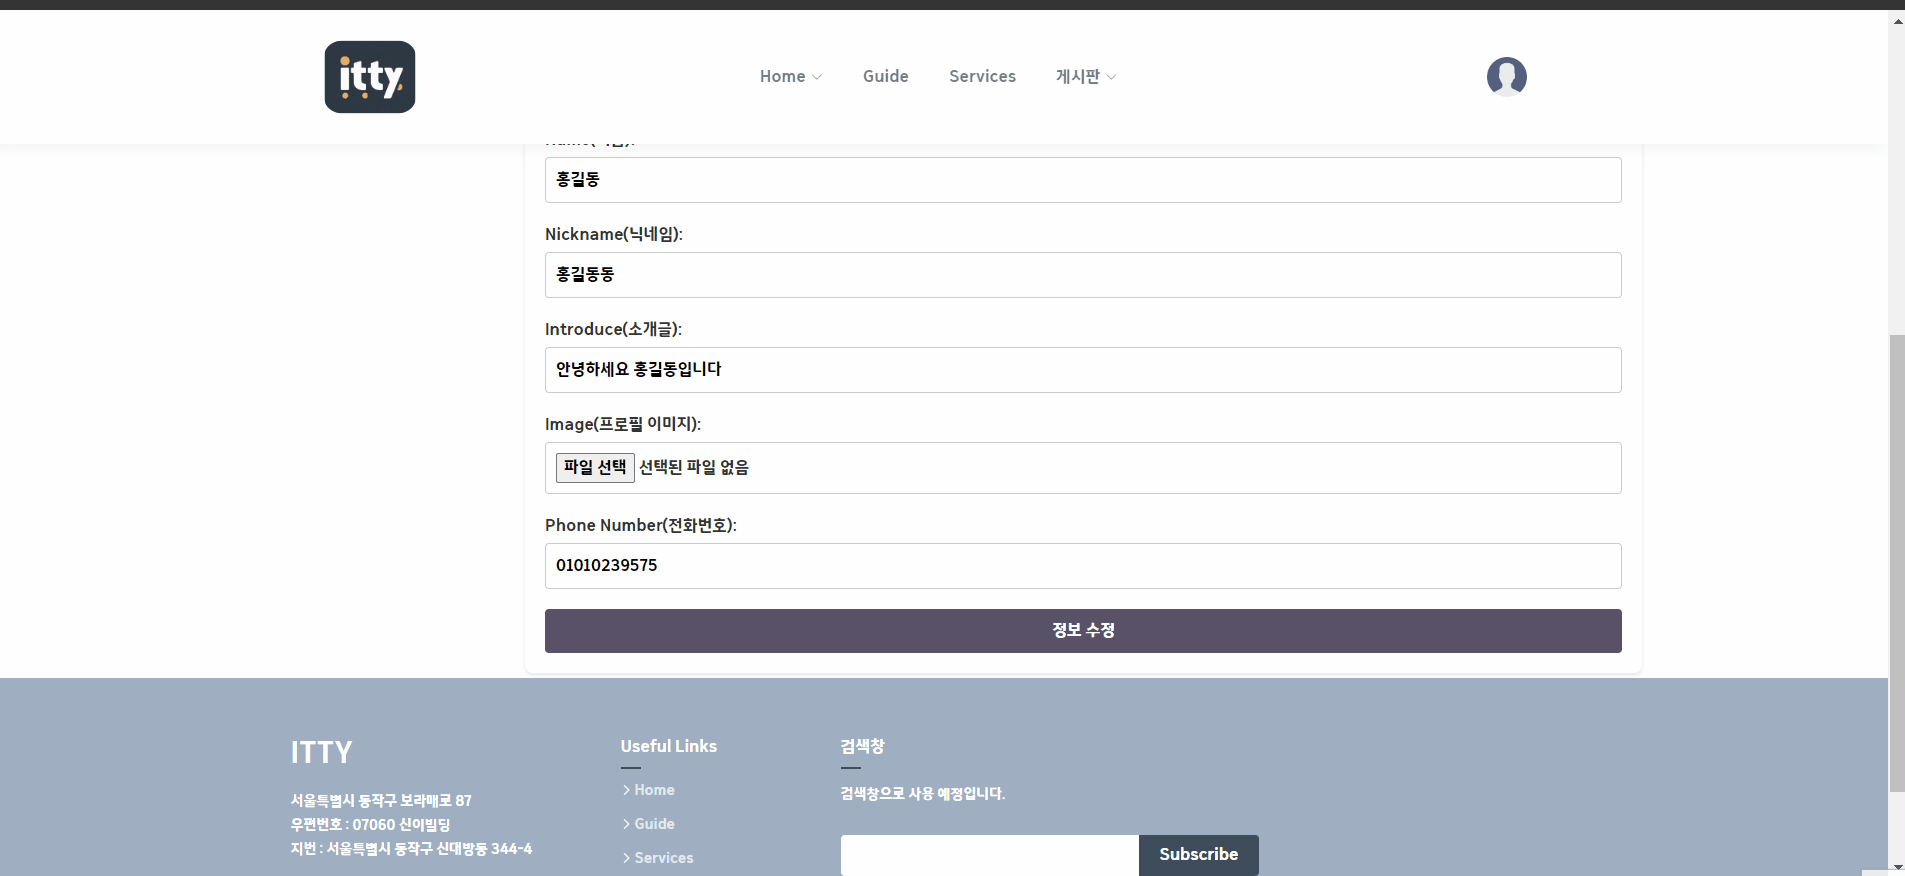 itty
Home
Guide
Services
게시판
홍길동
Nickname(닉네임):
홍길동동
Introduce(소개글):
안녕하세요 홍길동입니다
Image(프로필 이미지):
파일 선택 선택된 파일 없음
Phone Number(전화번호):
01010239575
정보 수정
ITTY
서울특별시 동작구 보라매로 87
우편번호 : 07060 신이빌딩
지번 : 서울특별시 동작구 신대방동 344-4
Useful Links
Home
Guide
Services
검색창
검색창으로 사용 예정입니다.
Subscribe